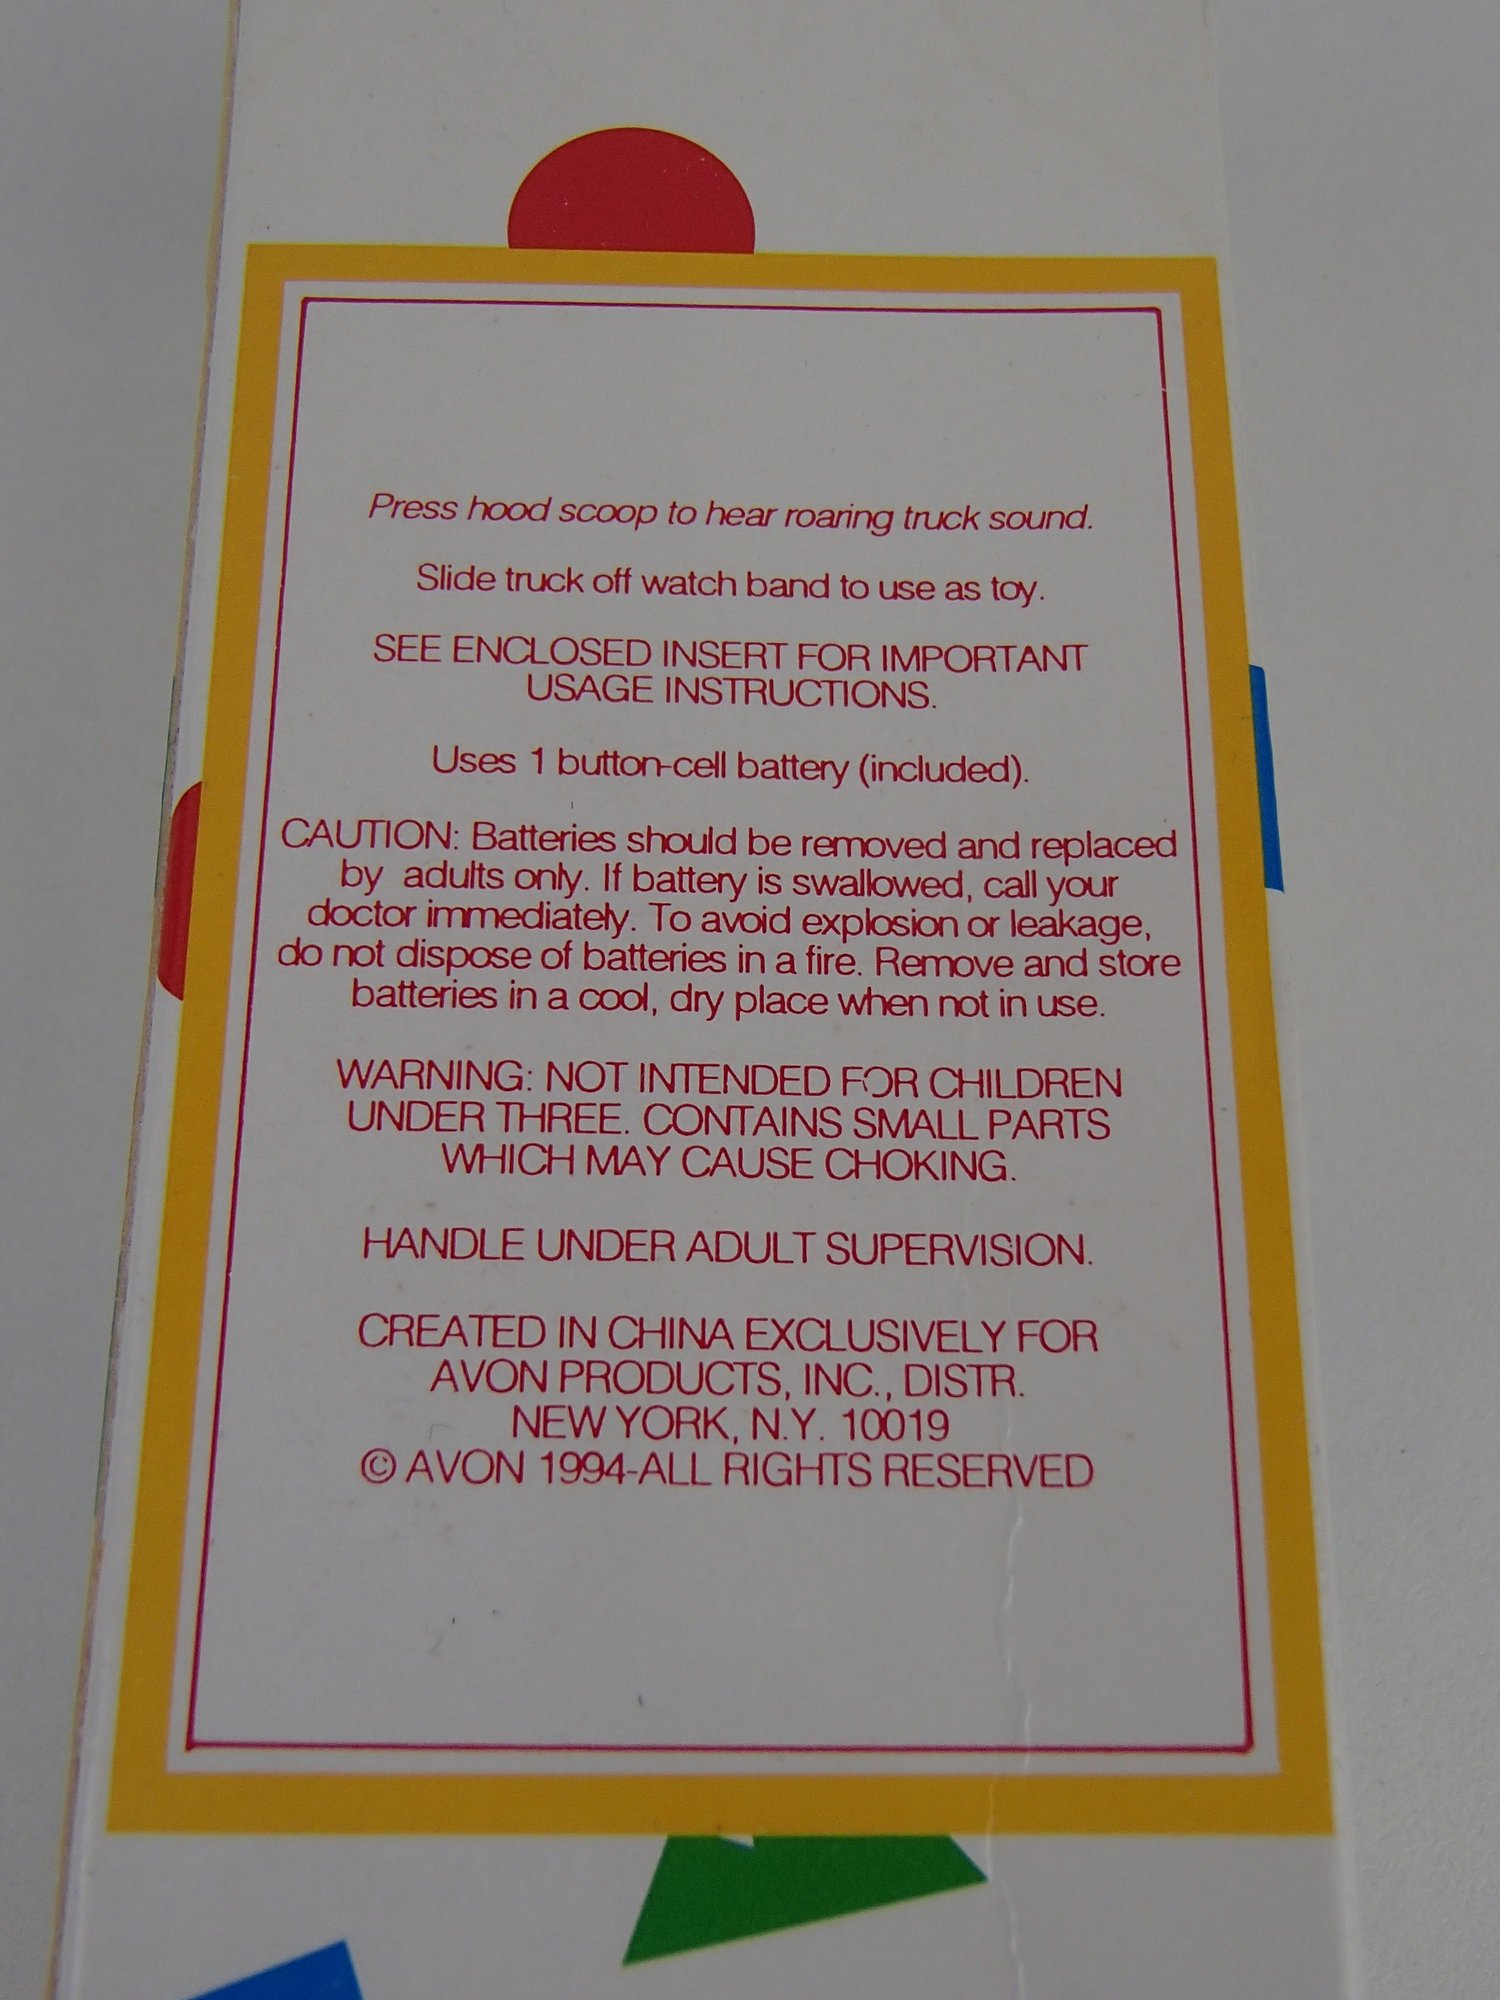 Press hood scoop to hear roaring truck sound.
Slide truck off watch band to use as toy.
SEE ENCLOSED INSERT FOR IMPORTANT
USAGE INSTRUCTIONS.
Uses 1 button-cell battery (included).
CAUTION: Batteries should be removed and replaced
by adults only. If battery is swallowed, call your
doctor immediately. To avoid explosion or leakage,
do not dispose of batteries in a fire. Remove and store
batteries in a cool, dry place when not in use.
WARNING: NOT INTENDED FOR CHILDREN
UNDER THREE. CONTAINS SMALL PARTS
WHICH MAY CAUSE CHOKING.
HANDLE UNDER ADULT SUPERVISION.
CREATED IN CHINA EXCLUSIVELY FOR
AVON PRODUCTS, INC., DISTR.
NEW YORK, N.Y. 10019
© AVON 1994-ALL RIGHTS RESERVED